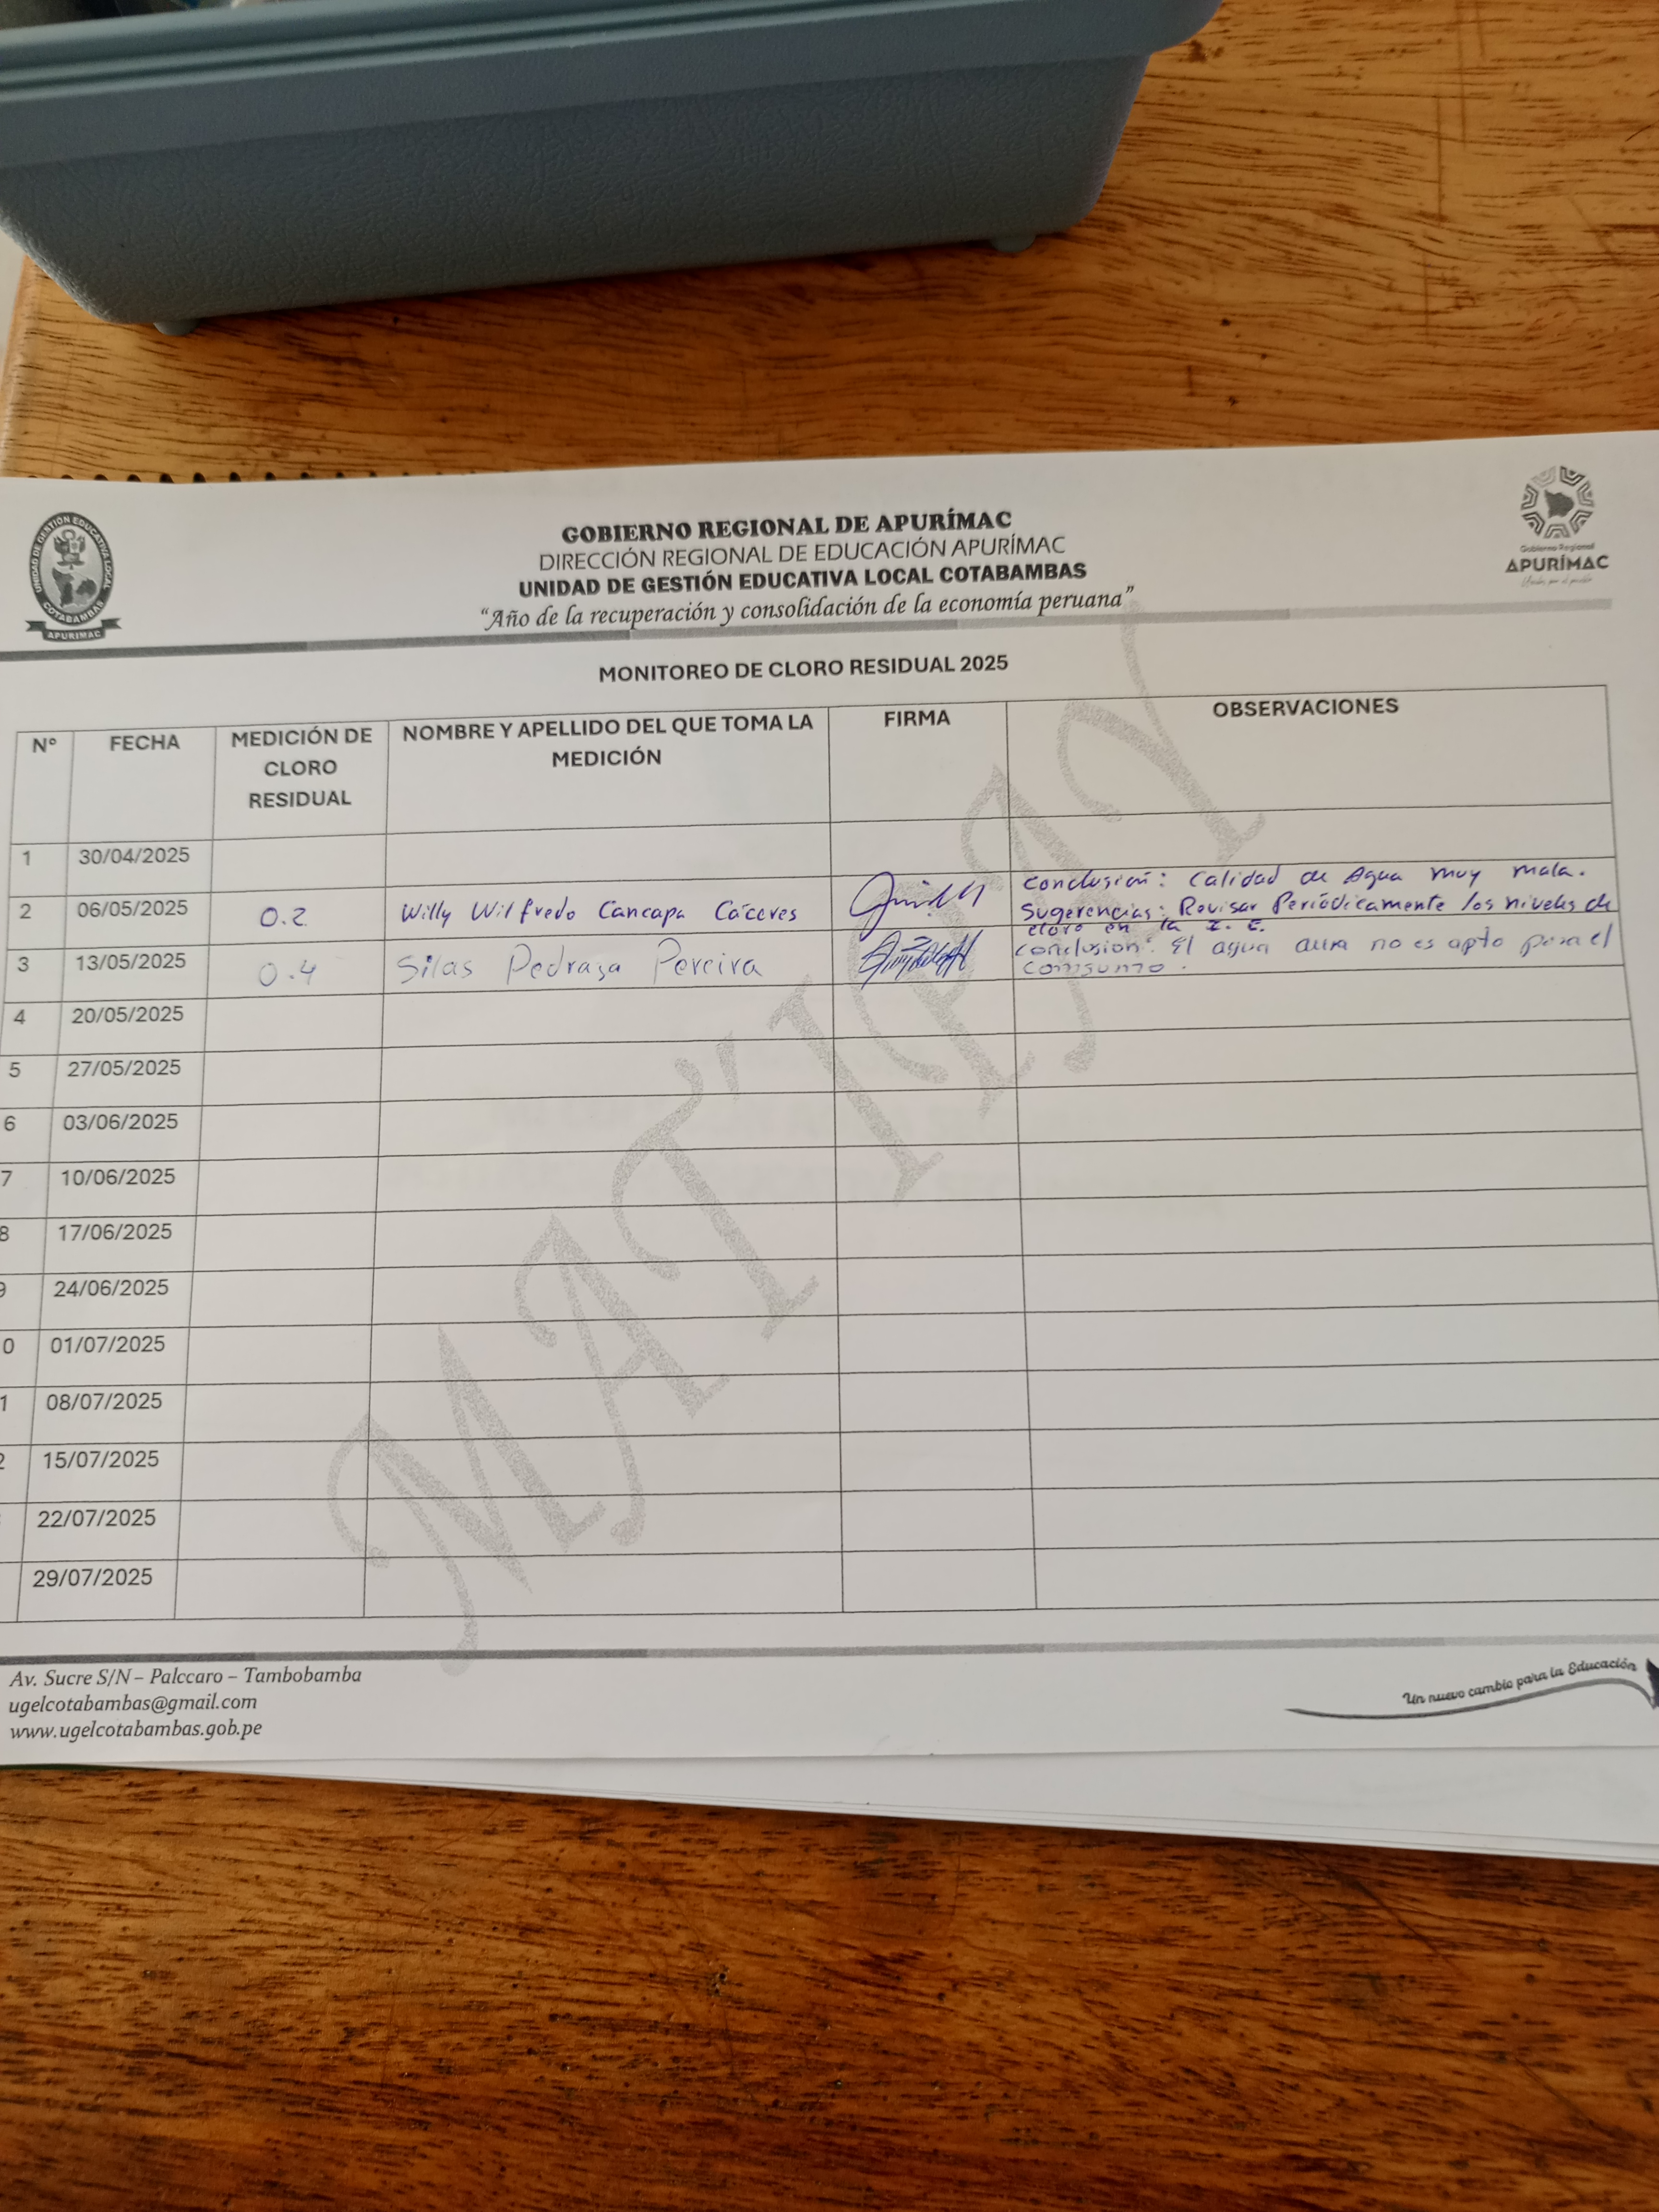 UNIDAD DE GESTIÓN EDUCATIVA LOCAL
COTABAMBAS
APURIMAC
GOBIERNO REGIONAL DE APURÍMAC
DIRECCIÓN REGIONAL DE EDUCACIÓN APURÍMAC
UNIDAD DE GESTIÓN EDUCATIVA LOCAL COTABAMBAS
“Año de la recuperación y consolidación de la economía peruana”
Gobierno Regional
APURÍMAC
MONITOREO DE CLORO RESIDUAL 2025
N° FECHA MEDICIÓN DE CLORO RESIDUAL NOMBRE Y APELLIDO DEL QUE TOMA LA MEDICIÓN FIRMA OBSERVACIONES
1 30/04/2025
2 06/05/2025 0.2 Willy Wilfredo Cancapa Cáceres conclusión: Calidad de Agua muy mala.
Sugerencias: Revisar Periódicamente los niveles de
cloro en la I. E.
3 13/05/2025 0.4 Silas Pedraza Pereira conclusion: El agua aura no es apto para el
comsumo.
4 20/05/2025
5 27/05/2025
6 03/06/2025
7 10/06/2025
8 17/06/2025
9 24/06/2025
0 01/07/2025
1 08/07/2025
2 15/07/2025
22/07/2025
29/07/2025
Av. Sucre S/N – Palccaro – Tambobamba
ugelcotabambas@gmail.com
www.ugelcotabambas.gob.pe
Un nuevo cambio para la Educación